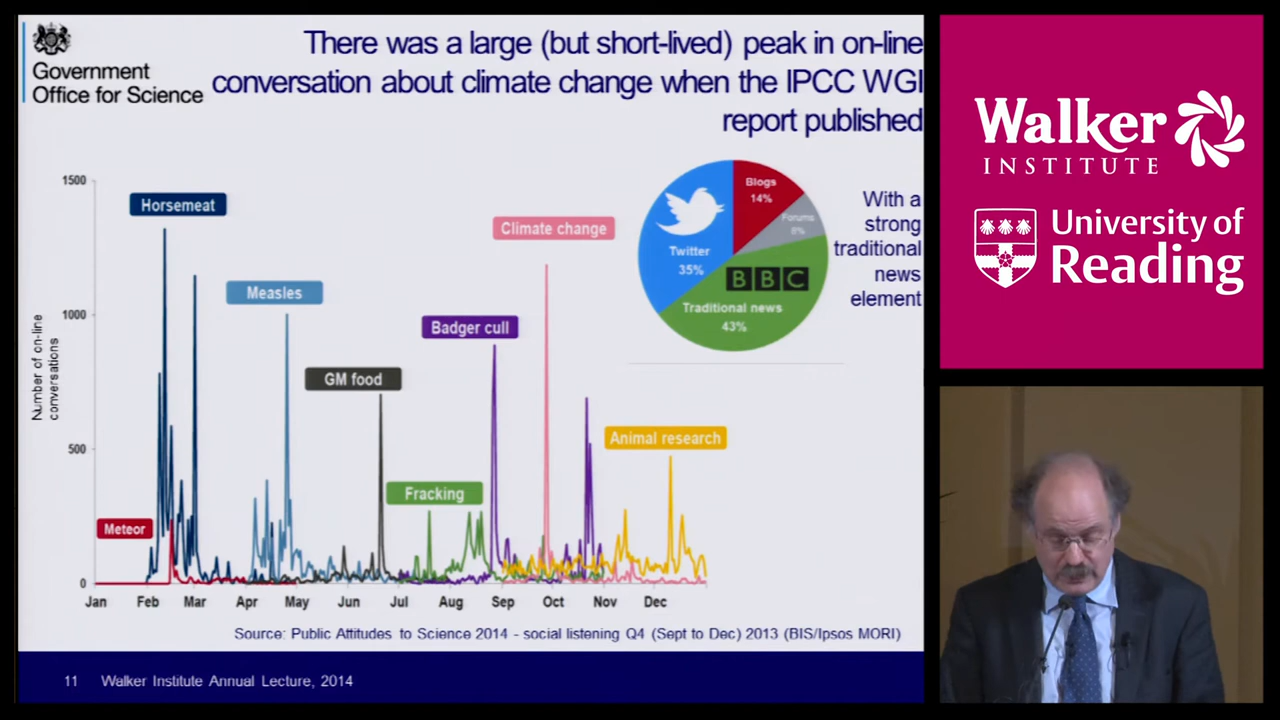 Government
Office for Science
There was a large (but short-lived) peak in on-line
conversation about climate change when the IPCC WGI
report published
Number of on-line
conversations
1500
1000
500
0
Horsemeat
Measles
GM food
Meteor
Fracking
Badger cull
Climate change
Animal research
Jan Feb Mar Apr May Jun Jul Aug Sep Oct Nov Dec
Blogs
14%
Forums
8%
Twitter
35%
BBC
Traditional news
43%
With a
strong
traditional
news
element
Source: Public Attitudes to Science 2014 - social listening Q4 (Sept to Dec) 2013 (BIS/Ipsos MORI)
11 Walker Institute Annual Lecture, 2014
Walker
INSTITUTE
University of
Reading